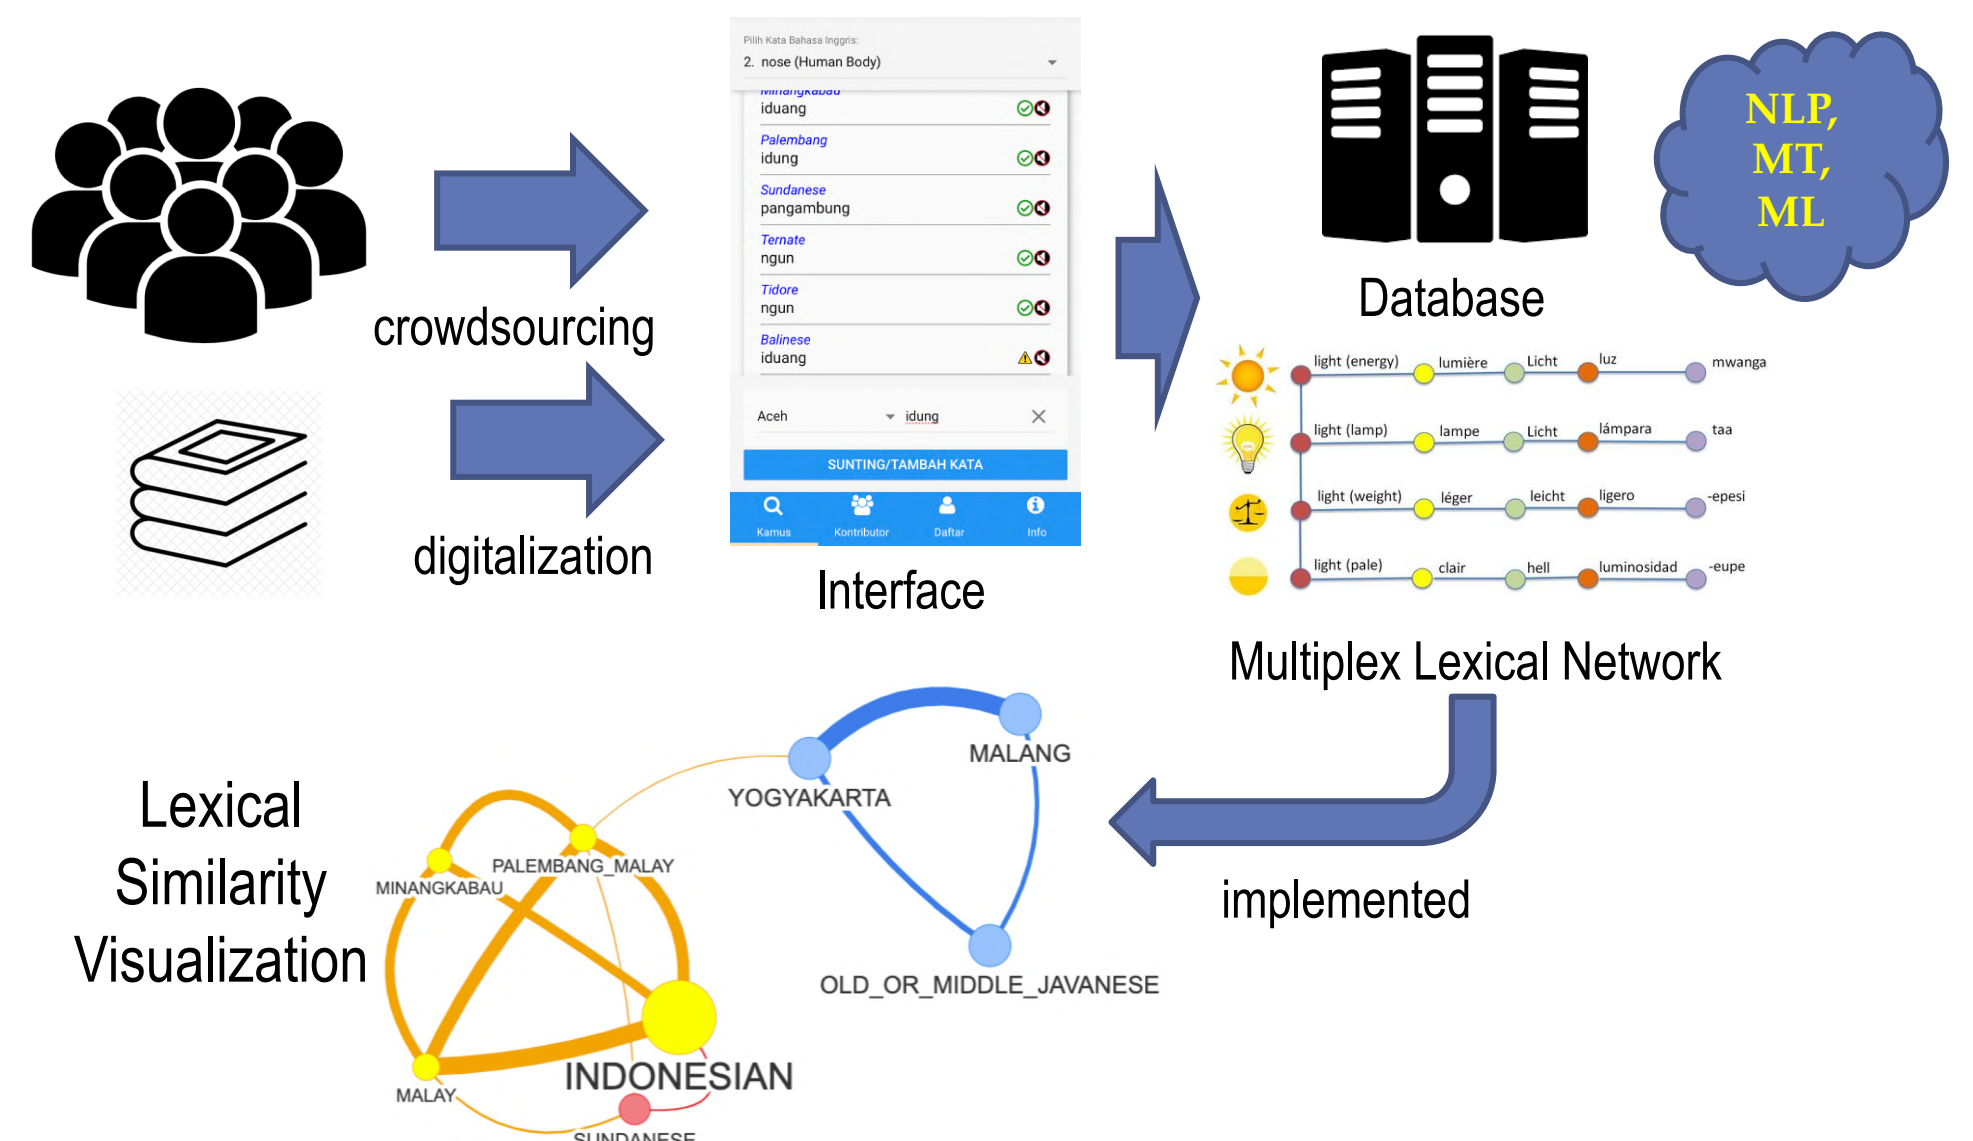 crowdsourcing
digitalization
Pilih Kata Bahasa Inggris:
2. nose (Human Body)
Minangkabau
iduang
Palembang
idung
Sundanese
pangambung
Ternate
ngun
Tidore
ngun
Balinese
iduang
Aceh idung
SUNTING/TAMBAH KATA
Kamus Kontributor Daftar Info
Interface
Database
NLP,
MT,
ML
light (energy) lumière Licht luz mwanga
light (lamp) lampe Licht lámpara taa
light (weight) léger leicht ligero -epesi
light (pale) clair hell luminosidad -eupe
Multiplex Lexical Network
implemented
Lexical
Similarity
Visualization
MALANG
YOGYAKARTA
PALEMBANG_MALAY
MINANGKABAU
OLD_OR_MIDDLE_JAVANESE
INDONESIAN
MALAY
SUNDANESE